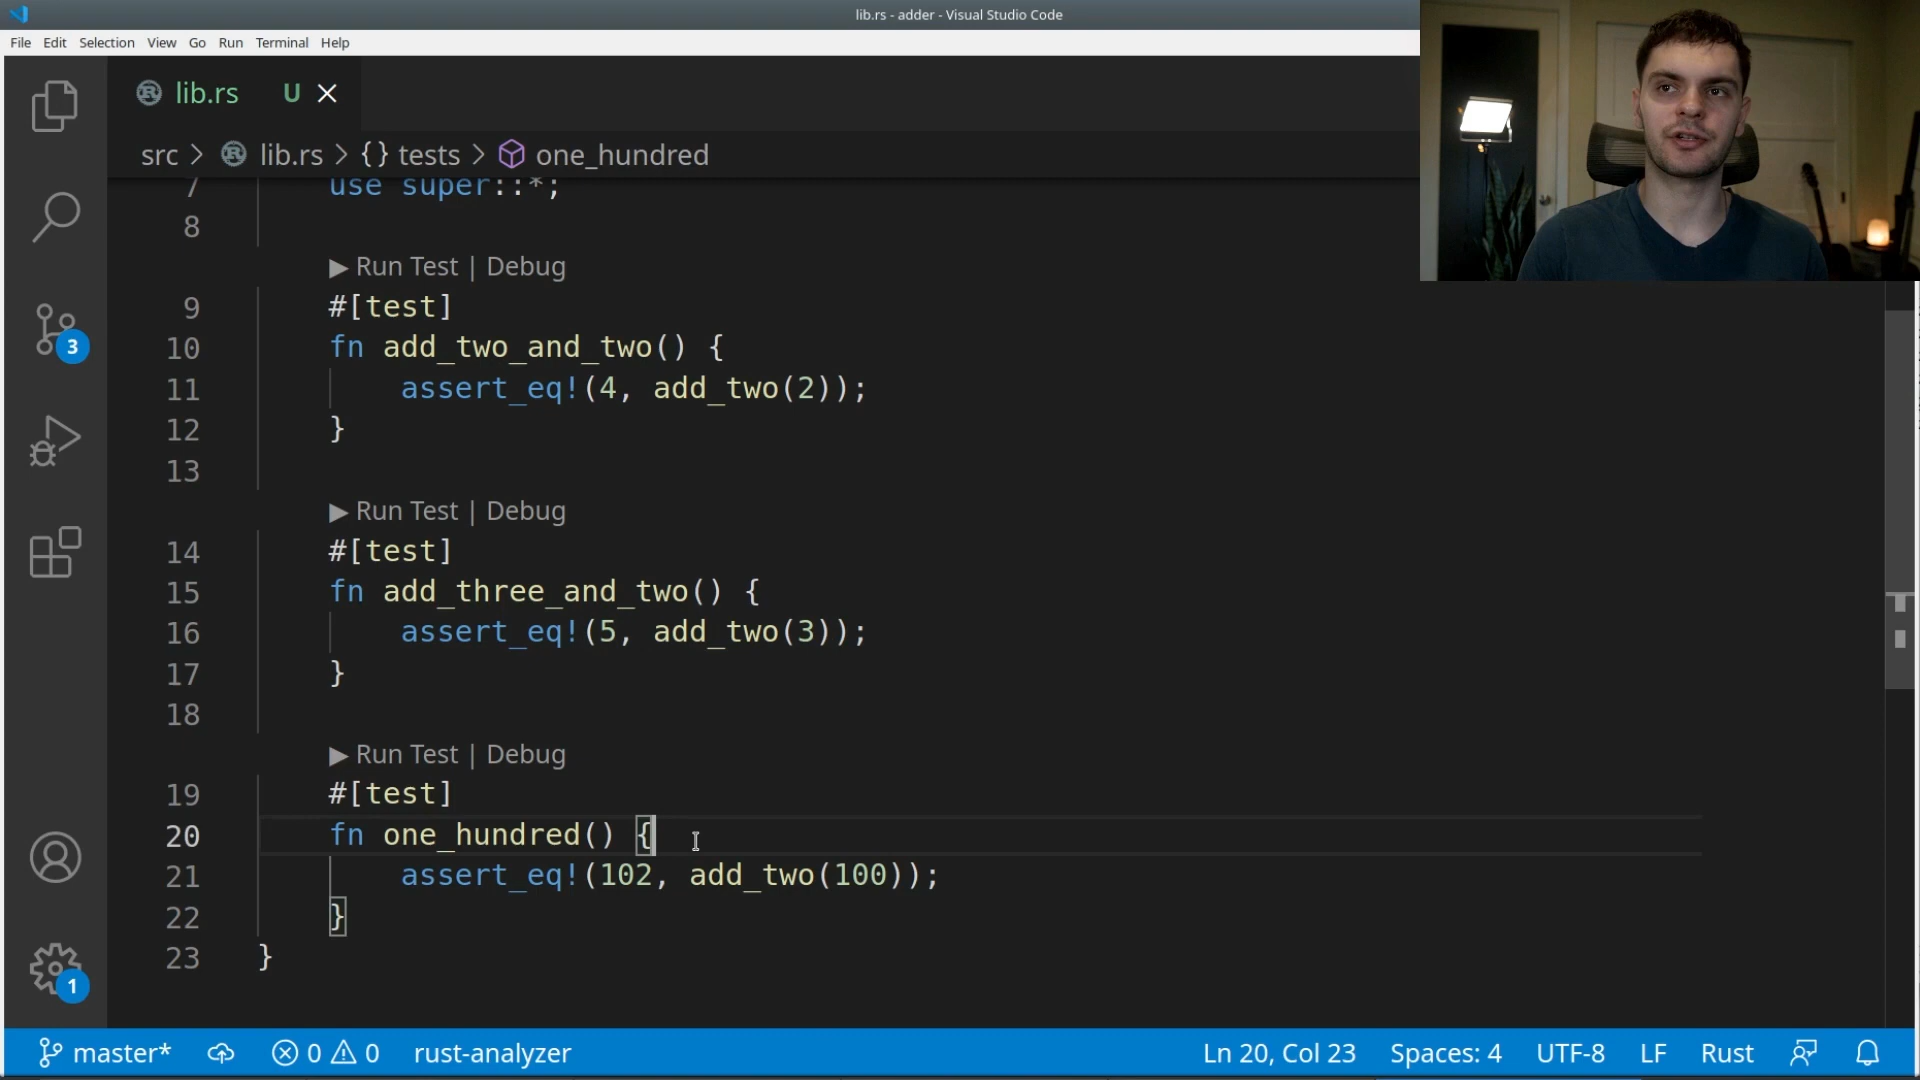 lib.rs - adder - Visual Studio Code
File Edit Selection View Go Run Terminal Help
lib.rs U
src > lib.rs > {} tests > one_hundred
7 use super::*;
8
▶ Run Test | Debug
9 #[test]
10 fn add_two_and_two() {
11 assert_eq!(4, add_two(2));
12 }
13
▶ Run Test | Debug
14 #[test]
15 fn add_three_and_two() {
16 assert_eq!(5, add_two(3));
17 }
18
▶ Run Test | Debug
19 #[test]
20 fn one_hundred() {
21 assert_eq!(102, add_two(100));
22 }
23 }
3
1
master* 0 0 rust-analyzer Ln 20, Col 23 Spaces: 4 UTF-8 LF Rust